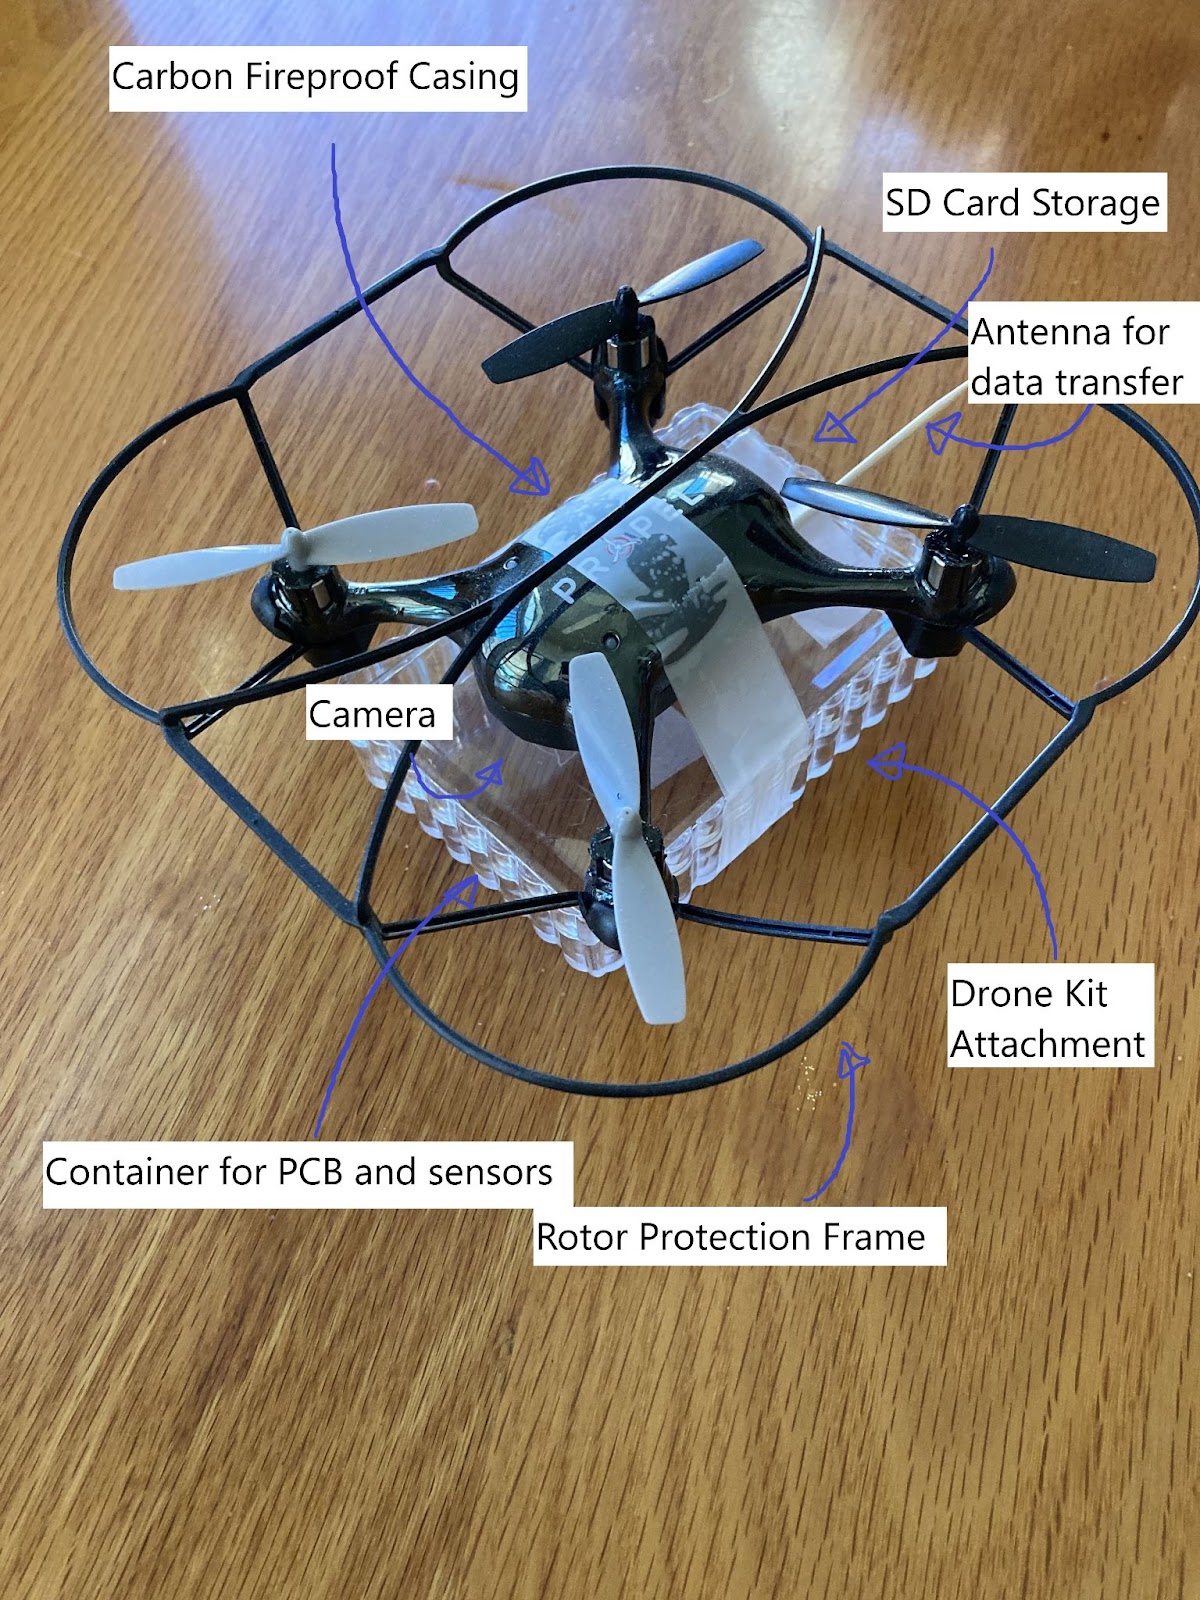 Carbon Fireproof Casing
SD Card Storage
Antenna for
data transfer
PROPEL
Camera
Drone Kit
Attachment
Container for PCB and sensors
Rotor Protection Frame